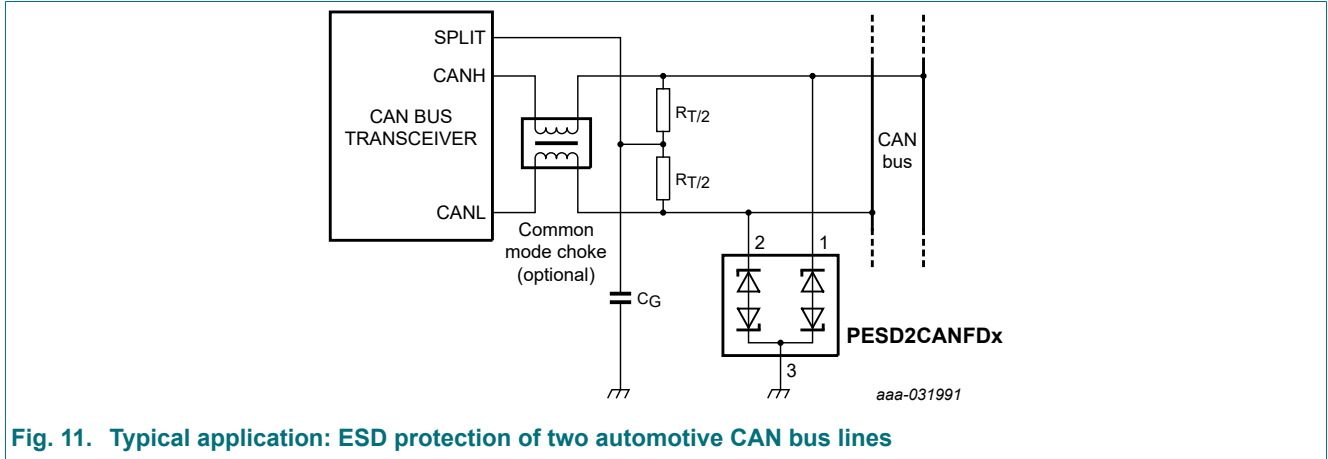 SPLIT
CANH
CAN BUS
TRANSCEIVER
CANL
Common
mode choke
(optional)
RT/2
RT/2
CG
CAN
bus
2
1
3
PESD2CANFDx
aaa-031991
Fig. 11. Typical application: ESD protection of two automotive CAN bus lines